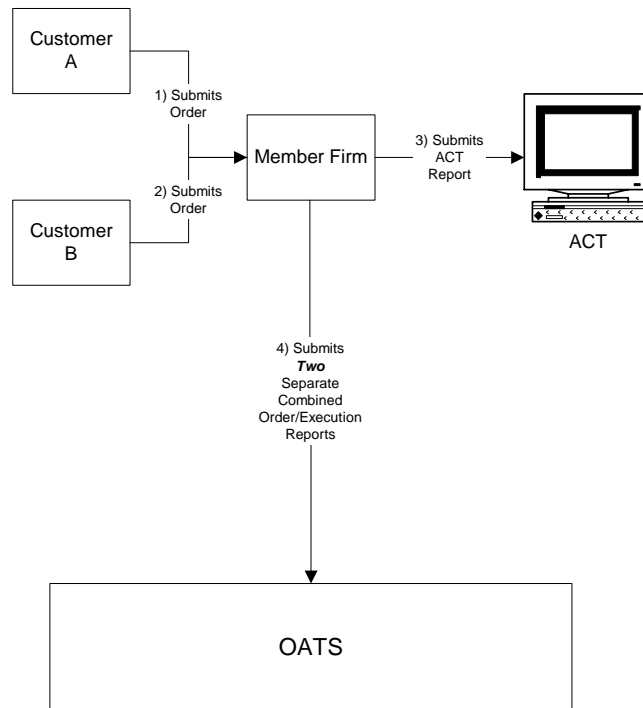 Customer
A
1) Submits
Order
Member Firm
3) Submits
ACT
Report
2) Submits
Order
Customer
B
ACT
4) Submits
Two
Separate
Combined
Order/Execution
Reports
OATS